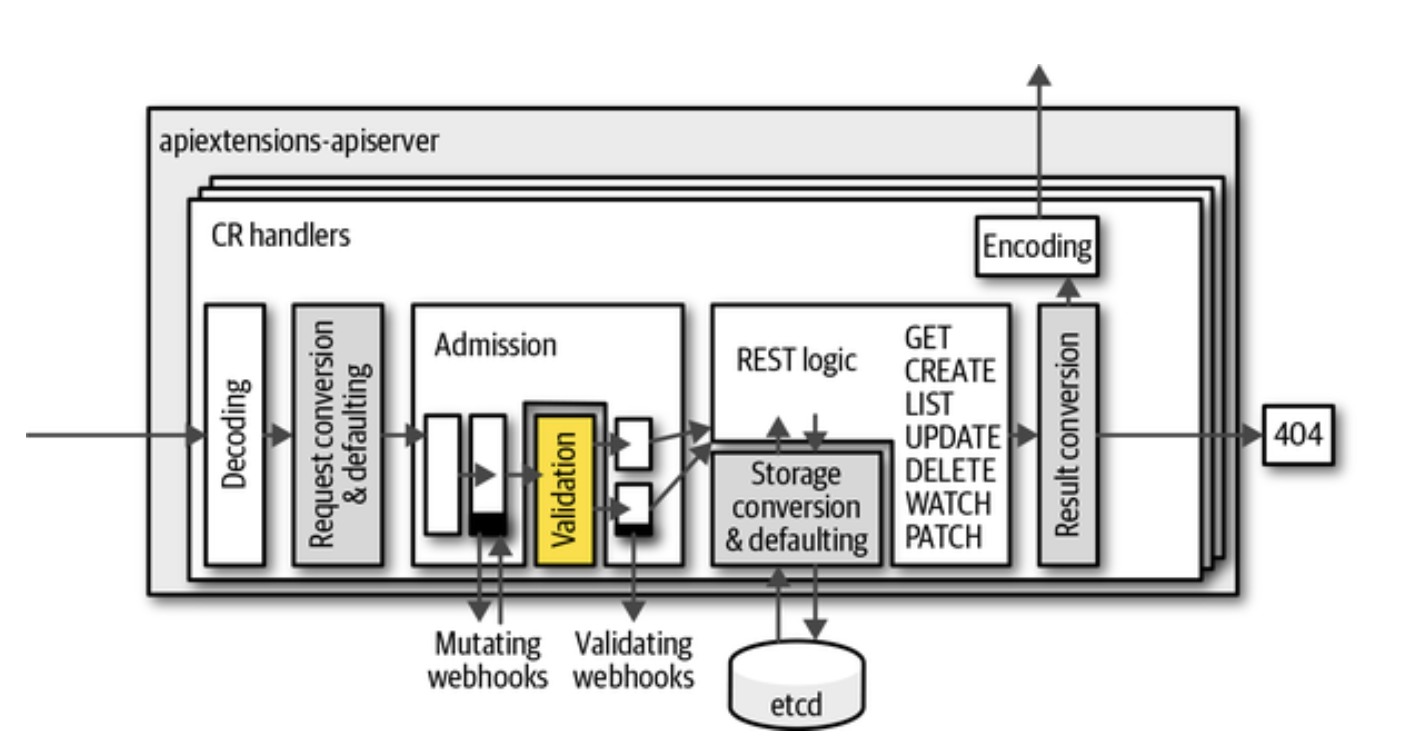 apiextensions-apiserver
CR handlers
Encoding
Decoding
Request conversion
& defaulting
Admission
Validation
REST logic
GET
CREATE
LIST
UPDATE
DELETE
WATCH
PATCH
Storage
conversion
& defaulting
Result conversion
404
Mutating
webhooks
Validating
webhooks
etcd